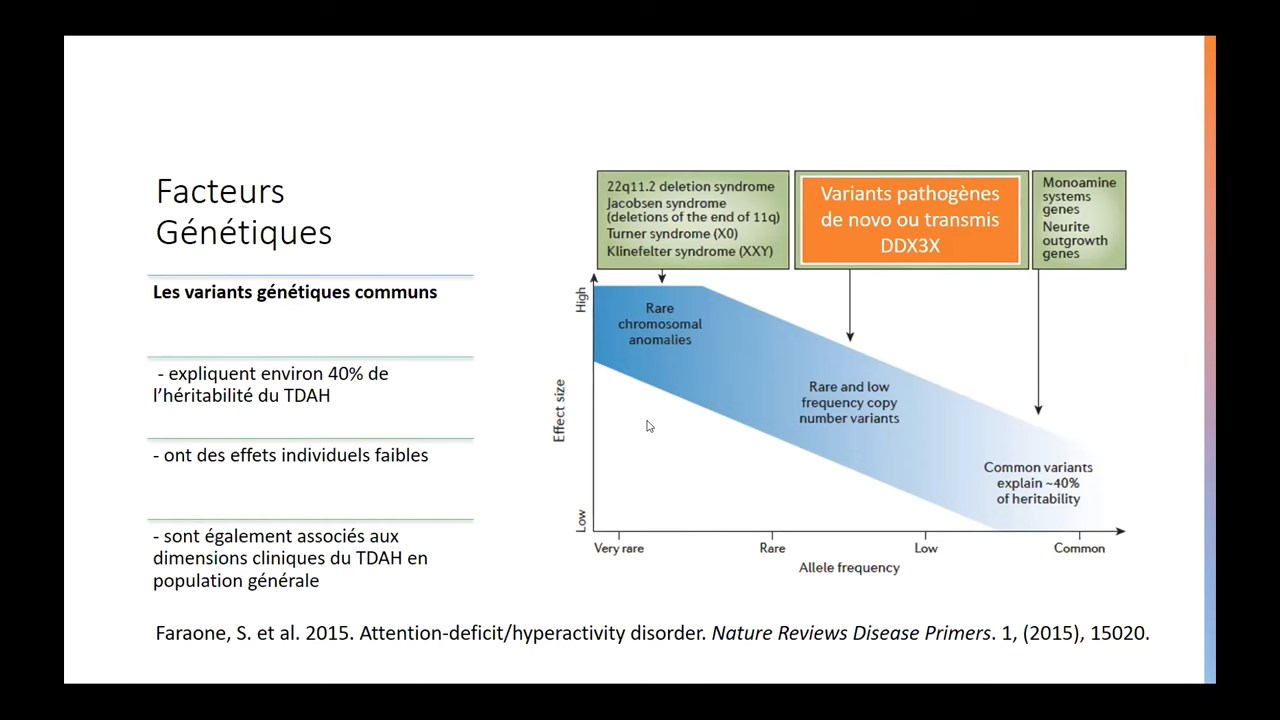 Facteurs
Génétiques
Les variants génétiques communs
- expliquent environ 40% de
l’héritabilité du TDAH
- ont des effets individuels faibles
- sont également associés aux
dimensions cliniques du TDAH en
population générale
22q11.2 deletion syndrome
Jacobsen syndrome
(deletions of the end of 11q)
Turner syndrome (X0)
Klinefelter syndrome (XXY)
Variants pathogènes
de novo ou transmis
DDX3X
Monoamine
systems
genes
Neurite
outgrowth
genes
High
Effect size
Low
Rare
chromosomal
anomalies
Rare and low
frequency copy
number variants
Common variants
explain ~40%
of heritability
Very rare
Rare
Low
Common
Allele frequency
Faraone, S. et al. 2015. Attention-deficit/hyperactivity disorder. Nature Reviews Disease Primers. 1, (2015), 15020.